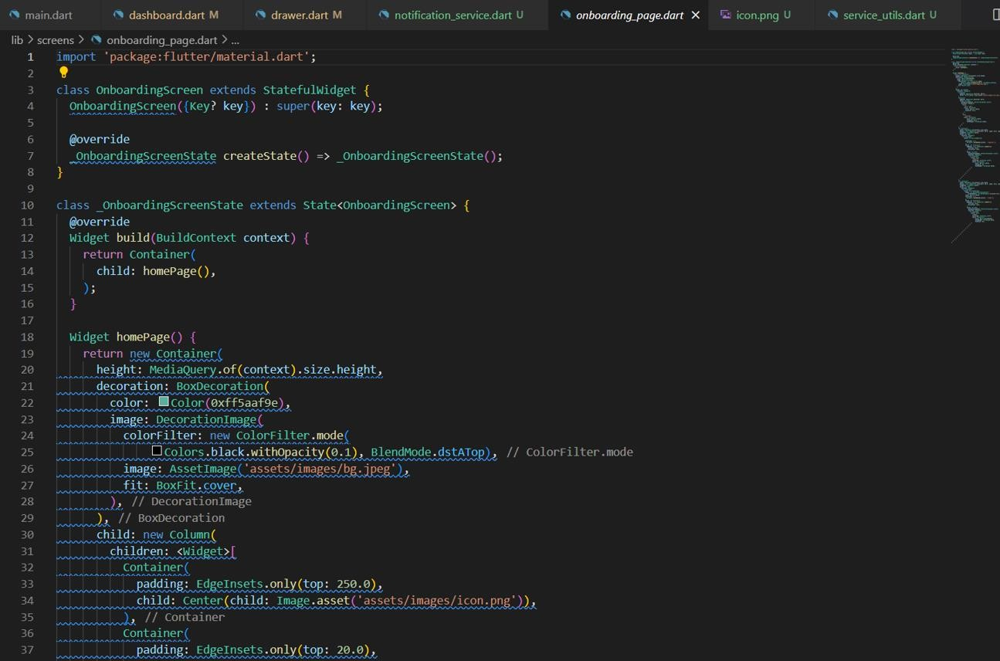 main.dart dashboard.dart M drawer.dart M notification_service.dart U onboarding_page.dart icon.png U service_utils.dart U
lib > screens > onboarding_page.dart > ...
1 import 'package:flutter/material.dart';
2
3 class OnboardingScreen extends StatefulWidget {
4 OnboardingScreen({Key? key}) : super(key: key);
5
6 @override
7 _OnboardingScreenState createState() => _OnboardingScreenState();
8 }
9
10 class _OnboardingScreenState extends State<OnboardingScreen> {
11 @override
12 Widget build(BuildContext context) {
13 return Container(
14 child: homePage(),
15 );
16 }
17
18 Widget homePage() {
19 return new Container(
20 height: MediaQuery.of(context).size.height,
21 decoration: BoxDecoration(
22 color: Color(0xff5aaf9e),
23 image: DecorationImage(
24 colorFilter: new ColorFilter.mode(
25 Colors.black.withOpacity(0.1), BlendMode.dstATop), // ColorFilter.mode
26 image: AssetImage('assets/images/bg.jpeg'),
27 fit: BoxFit.cover,
28 ), // DecorationImage
29 ), // BoxDecoration
30 child: new Column(
31 children: <Widget>[
32 Container(
33 padding: EdgeInsets.only(top: 250.0),
34 child: Center(child: Image.asset('assets/images/icon.png')),
35 ), // Container
36 Container(
37 padding: EdgeInsets.only(top: 20.0),